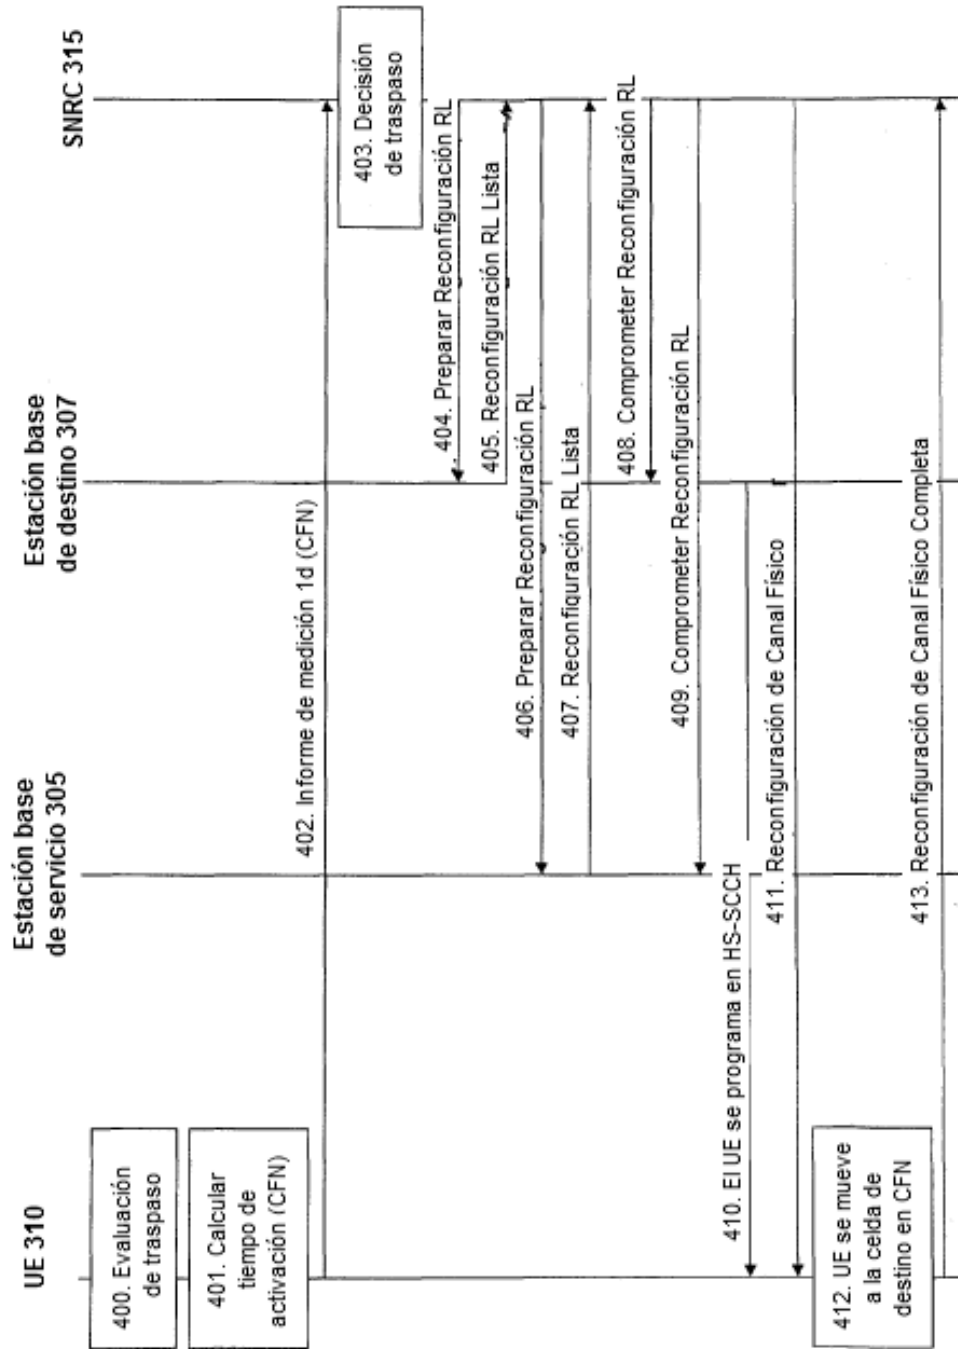 UE 310
Estación base
de servicio 305
Estación base
de destino 307
SNRC 315
400. Evaluación
de traspaso
401. Calcular
tiempo de
activación (CFN)
402. Informe de medición 1d (CFN)
403. Decisión
de traspaso
404. Preparar Reconfiguración RL
405. Reconfiguración RL Lista
406. Preparar Reconfiguración RL
407. Reconfiguración RL Lista
408. Comprometer Reconfiguración RL
409. Comprometer Reconfiguración RL
410. El UE se programa en HS-SCCH
411. Reconfiguración de Canal Físico
412. UE se mueve
a la celda de
destino en CFN
413. Reconfiguración de Canal Físico Completa